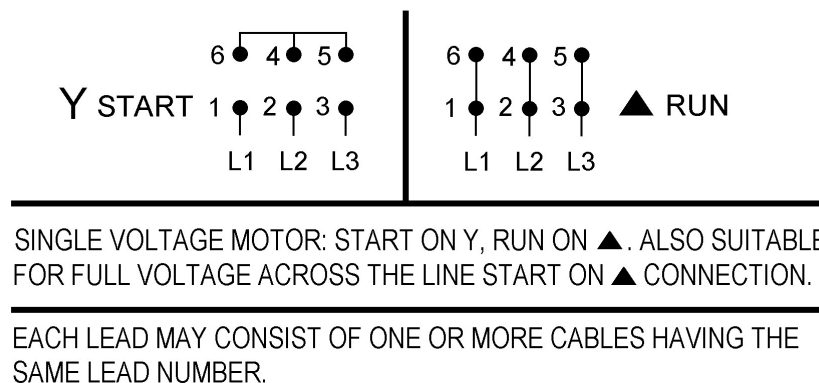 6 4 5 6 4 5
Y START 1 2 3 1 2 3 ▲ RUN
L1 L2 L3 L1 L2 L3
SINGLE VOLTAGE MOTOR: START ON Y, RUN ON ▲. ALSO SUITABLE
FOR FULL VOLTAGE ACROSS THE LINE START ON ▲ CONNECTION.
EACH LEAD MAY CONSIST OF ONE OR MORE CABLES HAVING THE
SAME LEAD NUMBER.